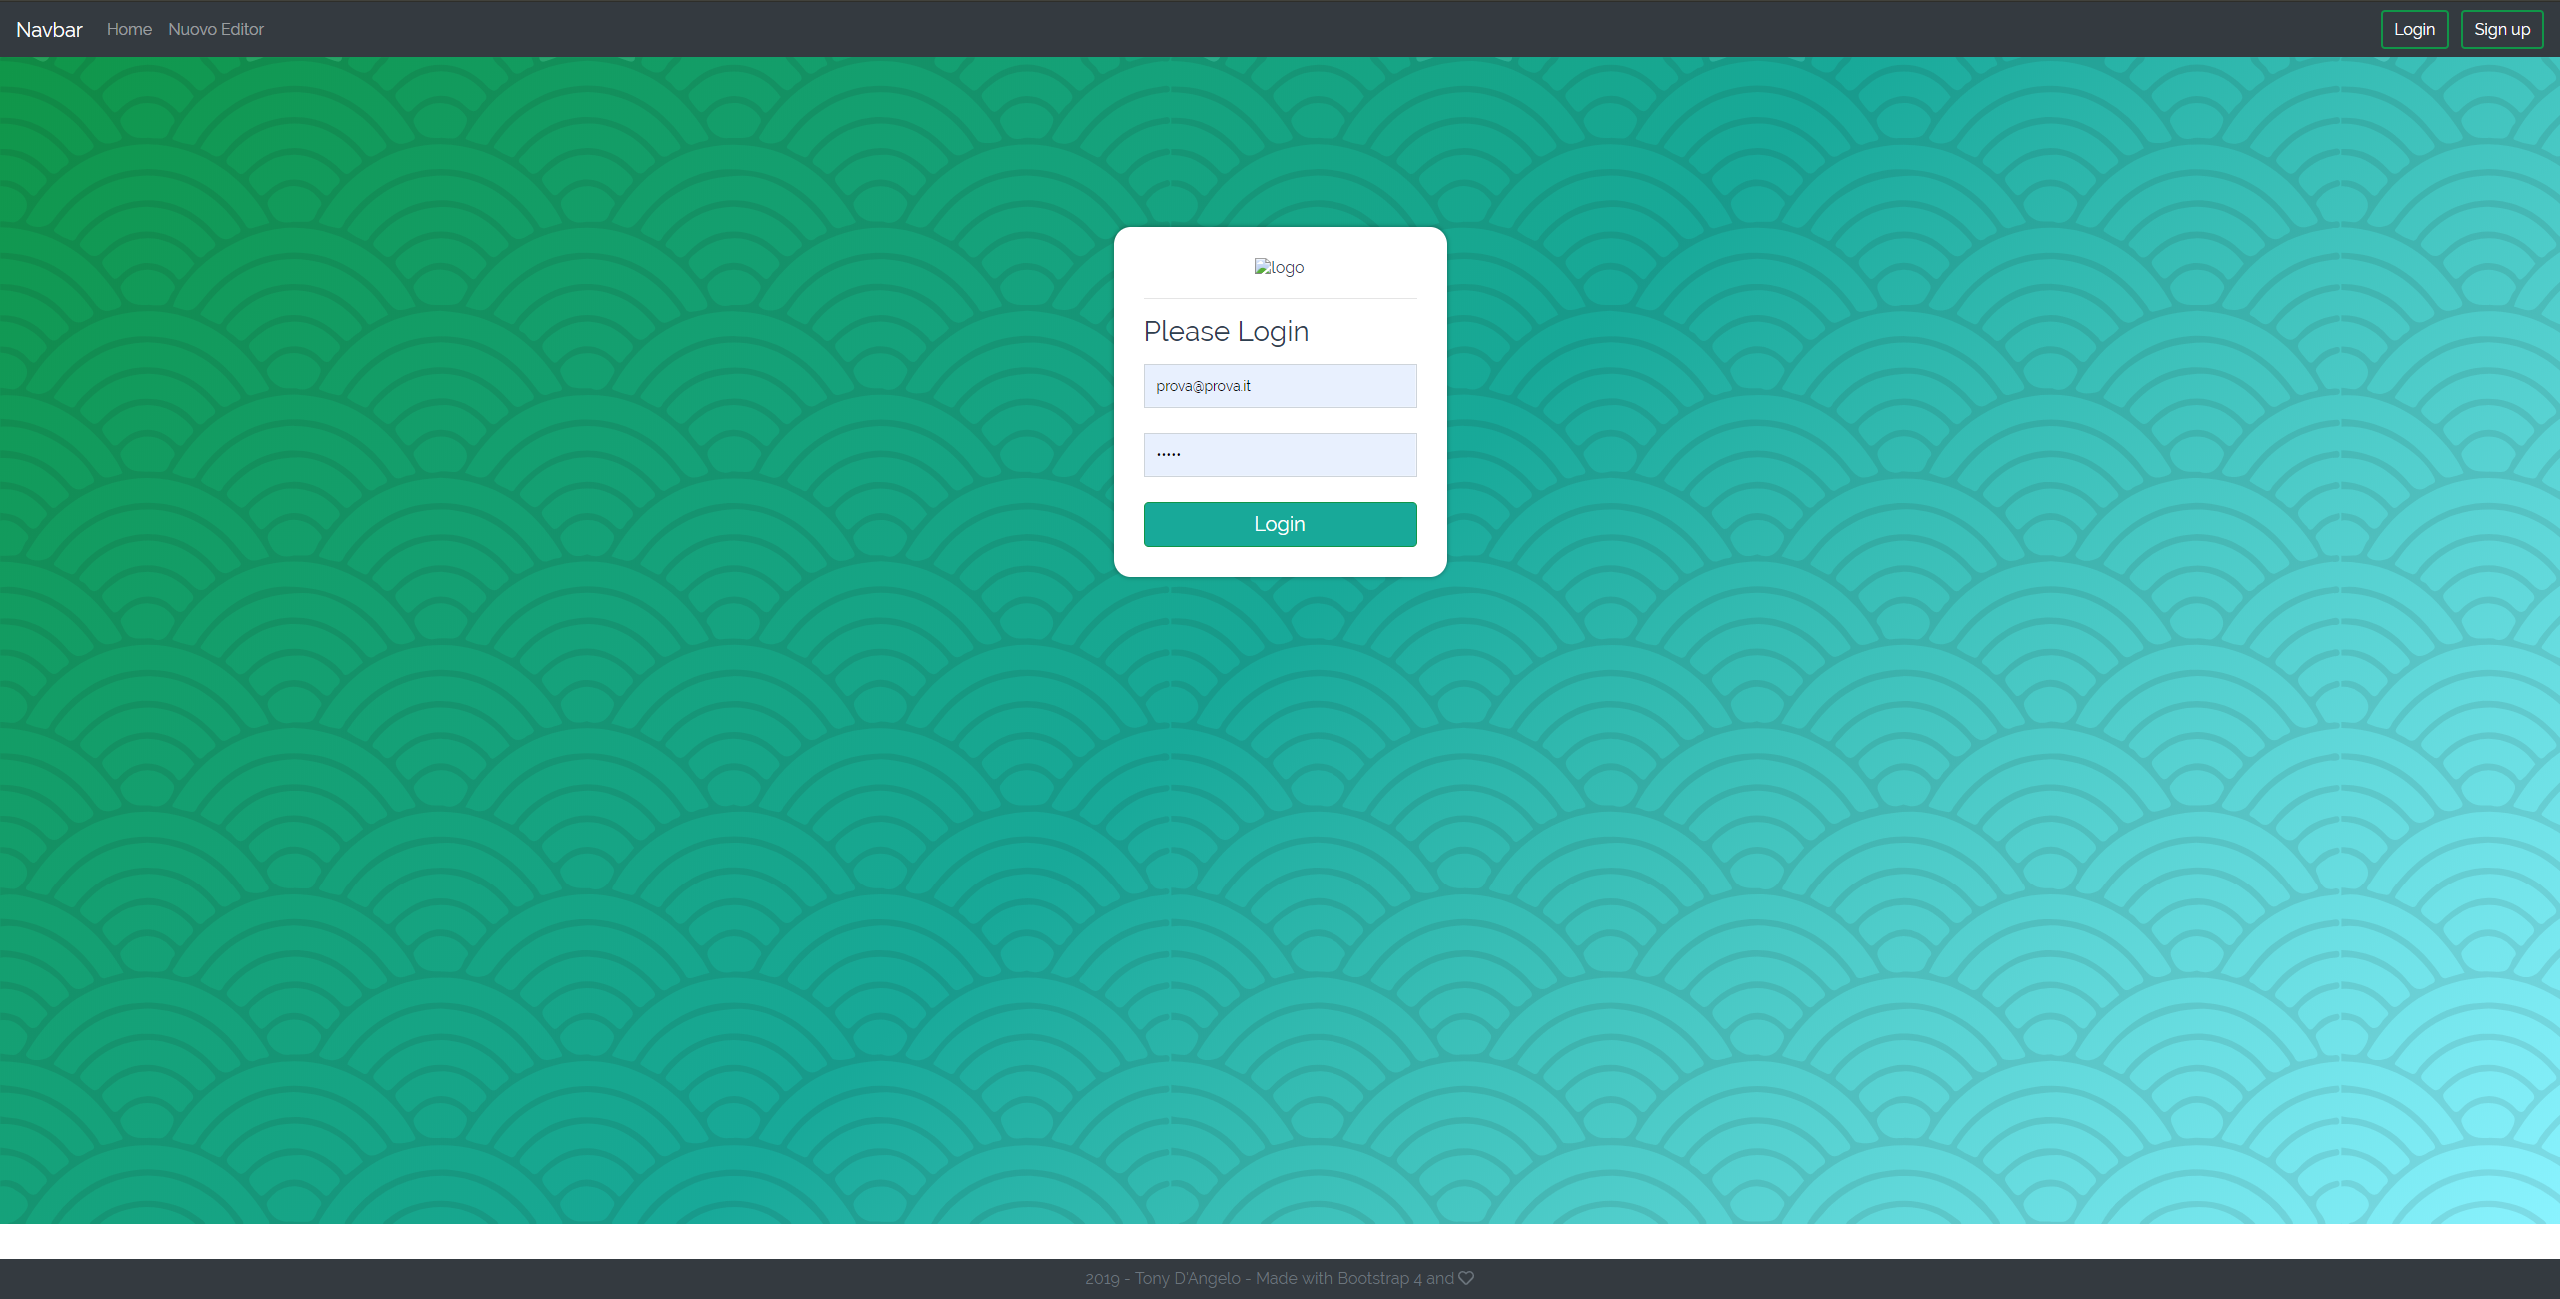 Navbar Home Nuovo Editor Login Sign up
logo
Please Login
prova@prova.it
•••••
Login
2019 - Tony D'Angelo - Made with Bootstrap 4 and ♡